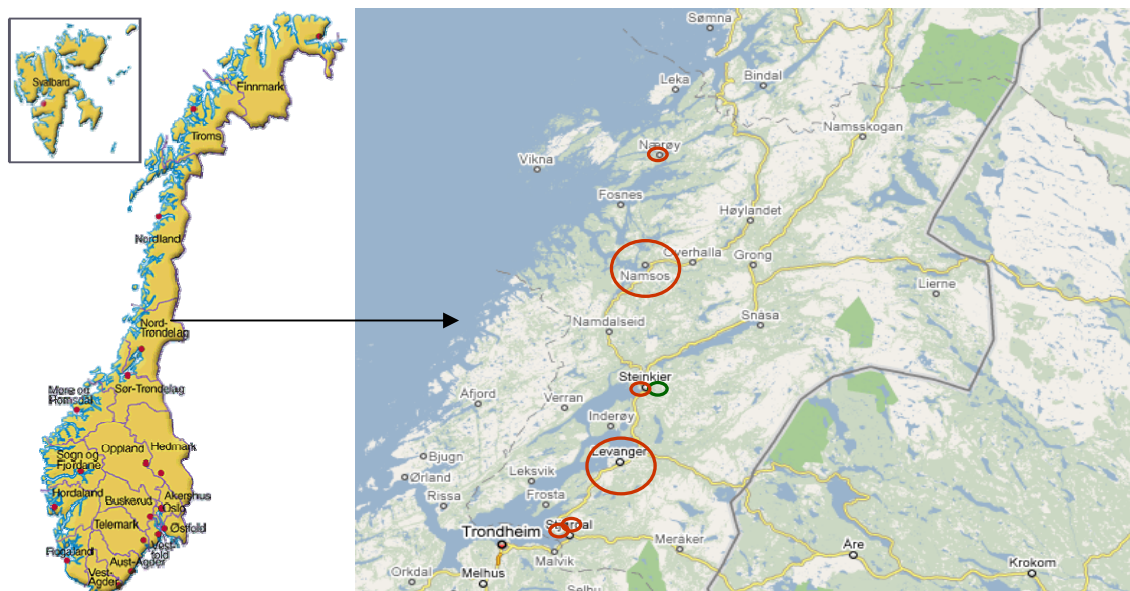 Svalbard
Finnmark
Troms
Nordland
Nord-
Trøndelag
Sør-Trøndelag
Møre og
Romsdal
Oppland
Hedmark
Sogn og
Fjordane
Hordaland
Buskerud
Akershus
Oslo
Telemark
Østfold
Vest-
fold
Rogaland
Aust-Agder
Vest-
Agder
Sømna
Bindal
Leka
Namsskogan
Nærøy
Vikna
Fosnes
Høylandet
Overhalla
Grong
Namsos
Lierne
Snåsa
Namdalseid
Steinkjer
Åfjord
Verran
Inderøy
Levanger
Bjugn
Leksvik
Ørland
Rissa
Frosta
Stjørdal
Trondheim
Meråker
Malvik
Åre
Krokom
Orkdal
Melhus
Selbu